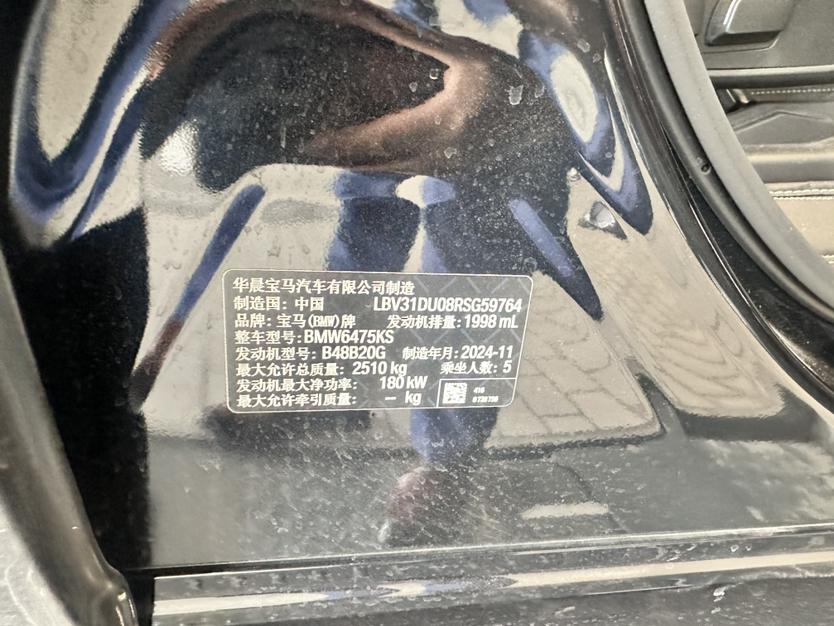 华晨宝马汽车有限公司制造
制造国：中国 LBV31DU08RSG59764
品牌：宝马(BMW)牌 发动机排量：1998 mL
整车型号：BMW6475KS
发动机型号：B48B20G 制造年月：2024-11
最大允许总质量：2510 kg 乘坐人数：5
发动机最大净功率：180 kW
最大允许牵引质量：— kg